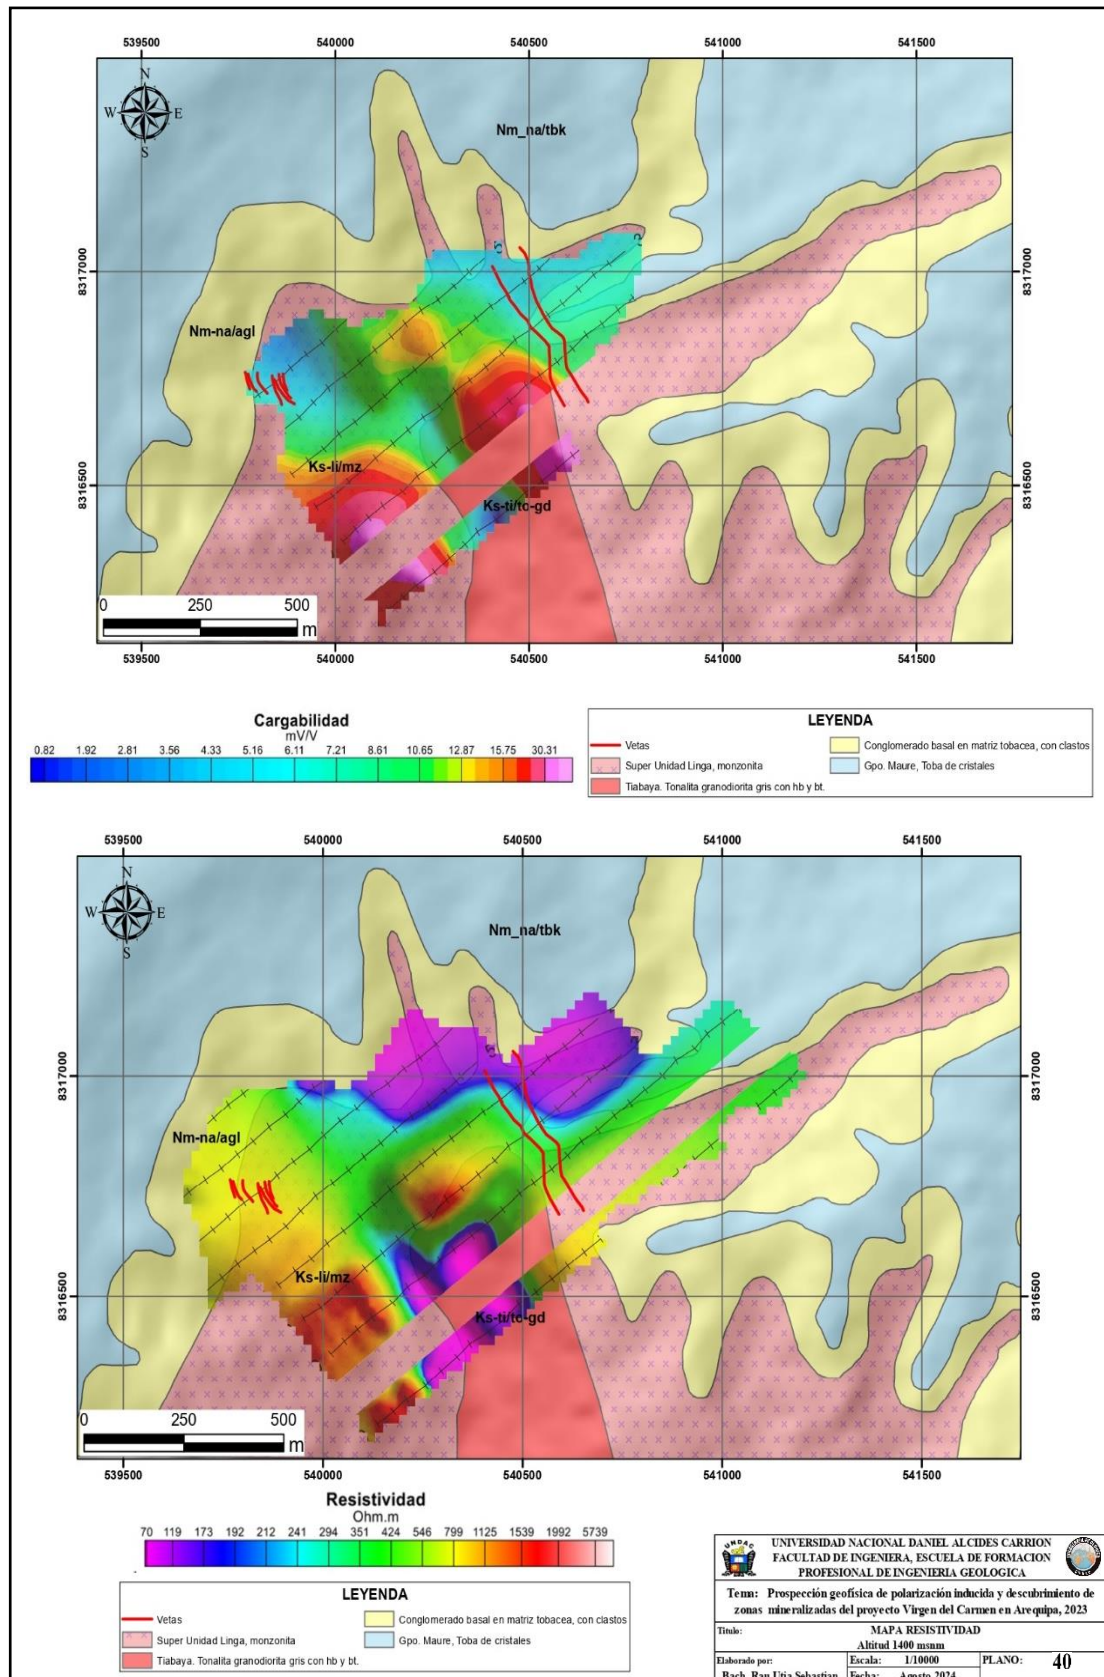 539500 540000 540500 541000 541500
N
W E
S
Nm_na/tbk
8317000 8317000
Nm-na/agl
Ks-li/mz
8316500 8316500
Ks-ti/to-gd
0 250 500
m
539500 540000 540500 541000 541500
Cargabilidad
mV/V
0.82 1.92 2.81 3.56 4.33 5.16 6.11 7.21 8.61 10.65 12.87 15.75 30.31
LEYENDA
Vetas
Conglomerado basal en matriz tobacea, con clastos
Super Unidad Linga, monzonita
Gpo. Maure, Toba de cristales
Tiabaya. Tonalita granodiorita gris con hb y bt.
539500 540000 540500 541000 541500
N
W E
S
Nm_na/tbk
8317000 8317000
Nm-na/agl
Ks-li/mz
8316500 8316500
Ks-ti/to-gd
0 250 500
m
539500 540000 540500 541000 541500
Resistividad
Ohm.m
70 119 173 192 212 241 294 351 424 546 799 1125 1539 1992 5739
LEYENDA
Vetas
Conglomerado basal en matriz tobacea, con clastos
Super Unidad Linga, monzonita
Gpo. Maure, Toba de cristales
Tiabaya. Tonalita granodiorita gris con hb y bt.
UNDAC
UNIVERSIDAD NACIONAL DANIEL ALCIDES CARRION
FACULTAD DE INGENIERA, ESCUELA DE FORMACION
PROFESIONAL DE INGENIERIA GEOLOGICA
Tema: Prospección geofísica de polarización inducida y descubrimiento de
zonas mineralizadas del proyecto Virgen del Carmen en Arequipa, 2023
Titulo: MAPA RESISTIVIDAD
Altitud 1400 msnm
Elaborado por: Escala: 1/10000 PLANO: 40
Bach. Rau Utia Sebastian Fecha: Agosto 2024